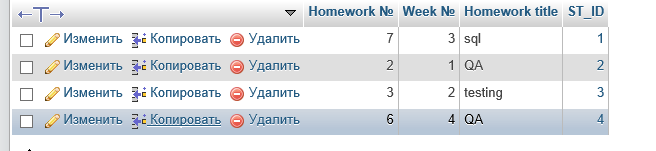 Homework № Week № Homework title ST_ID
Изменить Копировать Удалить 7 3 sql 1
Изменить Копировать Удалить 2 1 QA 2
Изменить Копировать Удалить 3 2 testing 3
Изменить Копировать Удалить 6 4 QA 4